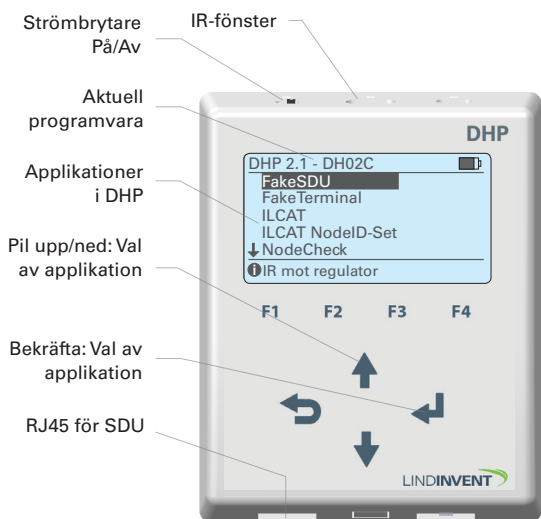 Strömbrytare
På/Av
IR-fönster
Aktuell
programvara
Applikationer
i DHP
Pil upp/ned: Val
av applikation
Bekräfta: Val av
applikation
RJ45 för SDU
DHP
DHP 2.1 - DH02C
FakeSDU
FakeTerminal
ILCAT
ILCAT NodeID-Set
NodeCheck
IR mot regulator
F1 F2 F3 F4
LINDINVENT